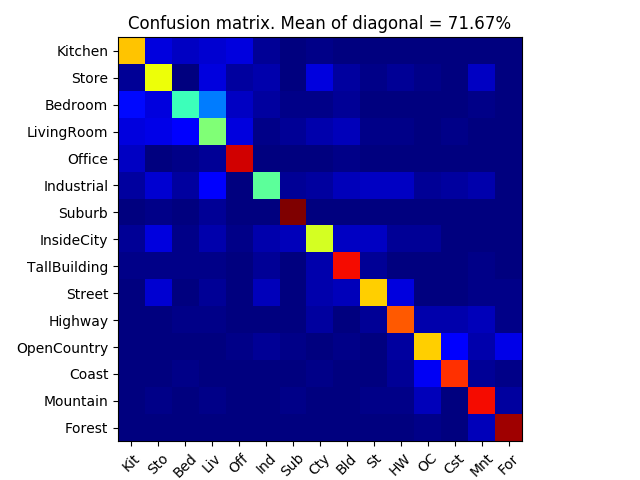 Confusion matrix. Mean of diagonal = 71.67%
Kitchen
Store
Bedroom
LivingRoom
Office
Industrial
Suburb
InsideCity
TallBuilding
Street
Highway
OpenCountry
Coast
Mountain
Forest
Kit Sto Bed Liv Off Ind Sub Cty Bld St HW OC Cst Mnt For